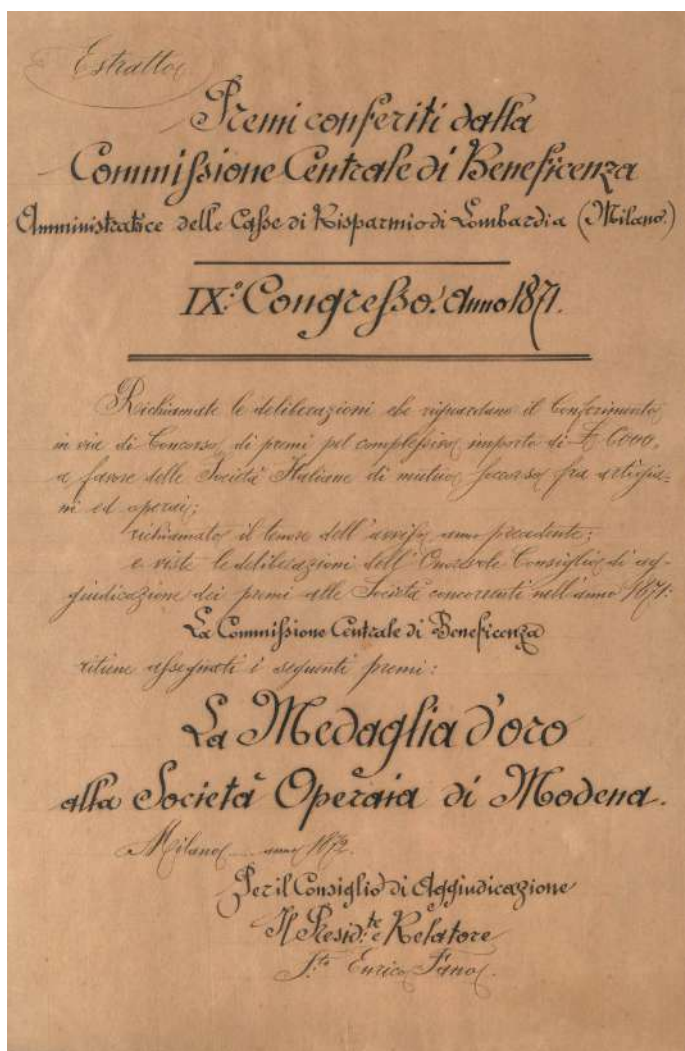 Estratto
Premi conferiti dalla
Commissione Centrale di Beneficenza
Amministratice delle Casse di Risparmio di Lombardia (Milano.)
IX.° Congresso. Anno 1871.
Richiamate le deliberazioni che riguardano il Conferimento
in via di Concorso di premi pel complessivo importo di £ 6000,
a favore delle Società Italiane di mutuo soccorso fra artigia-
ni ed operai;
richiamato il tenore dell'avviso anno precedente;
e viste le deliberazioni dell'Onorevole Consiglio di ag-
giudicazione dei premi alle Società concorrenti nell'anno 1871:
La Commissione Centrale di Beneficenza
ritiene assegnati i seguenti premi:
La Medaglia d'oro
alla Società Operaia di Modena.
Milano .... anno 1872.
Per il Consiglio di Aggiudicazione
Il Presid.te e Relatore
F.to Enrico Fano.